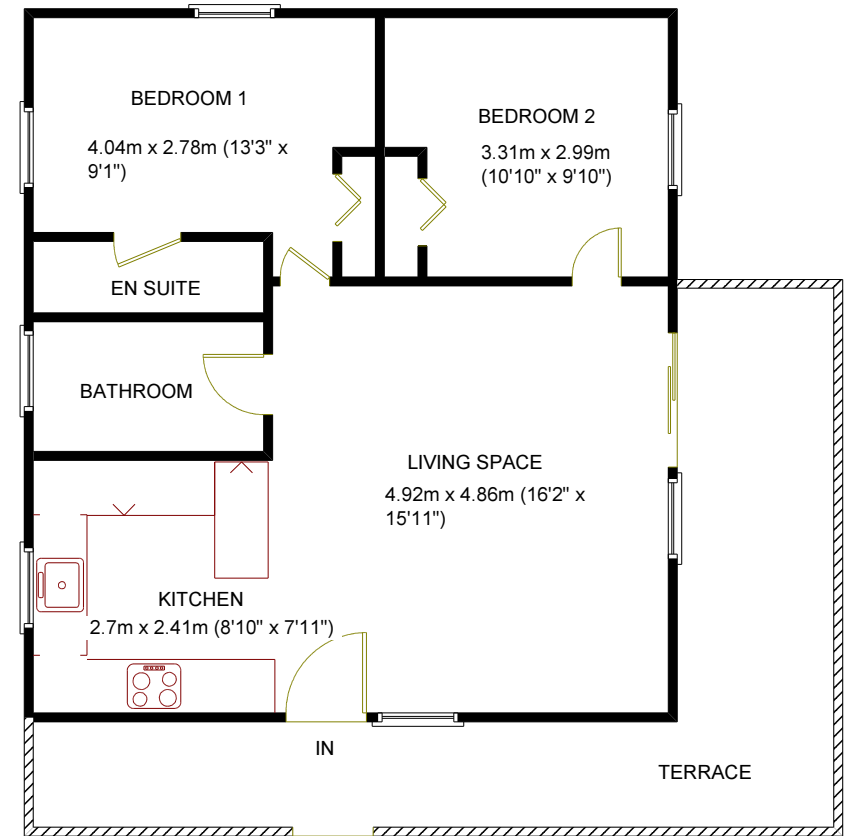 BEDROOM 1
4.04m x 2.78m (13'3" x
9'1")
BEDROOM 2
3.31m x 2.99m
(10'10" x 9'10")
EN SUITE
BATHROOM
LIVING SPACE
4.92m x 4.86m (16'2" x
15'11")
KITCHEN
2.7m x 2.41m (8'10" x 7'11")
IN
TERRACE